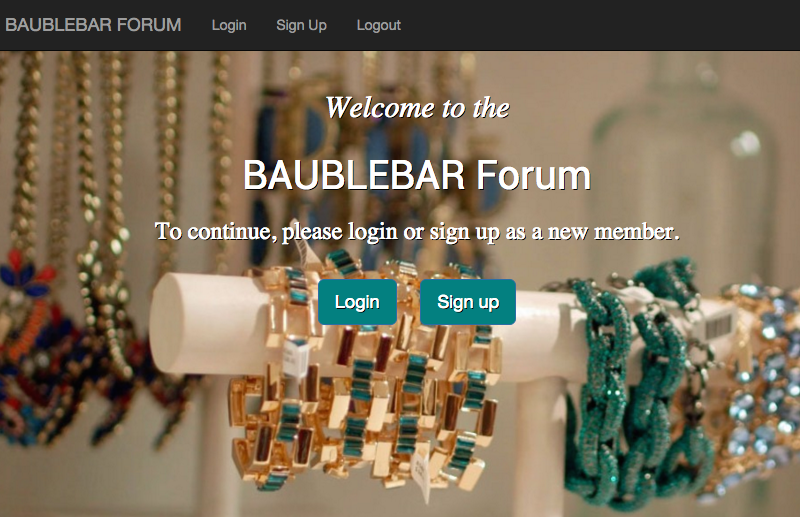 BAUBLEBAR FORUM Login Sign Up Logout
Welcome to the
BAUBLEBAR Forum
To continue, please login or sign up as a new member.
Login Sign up